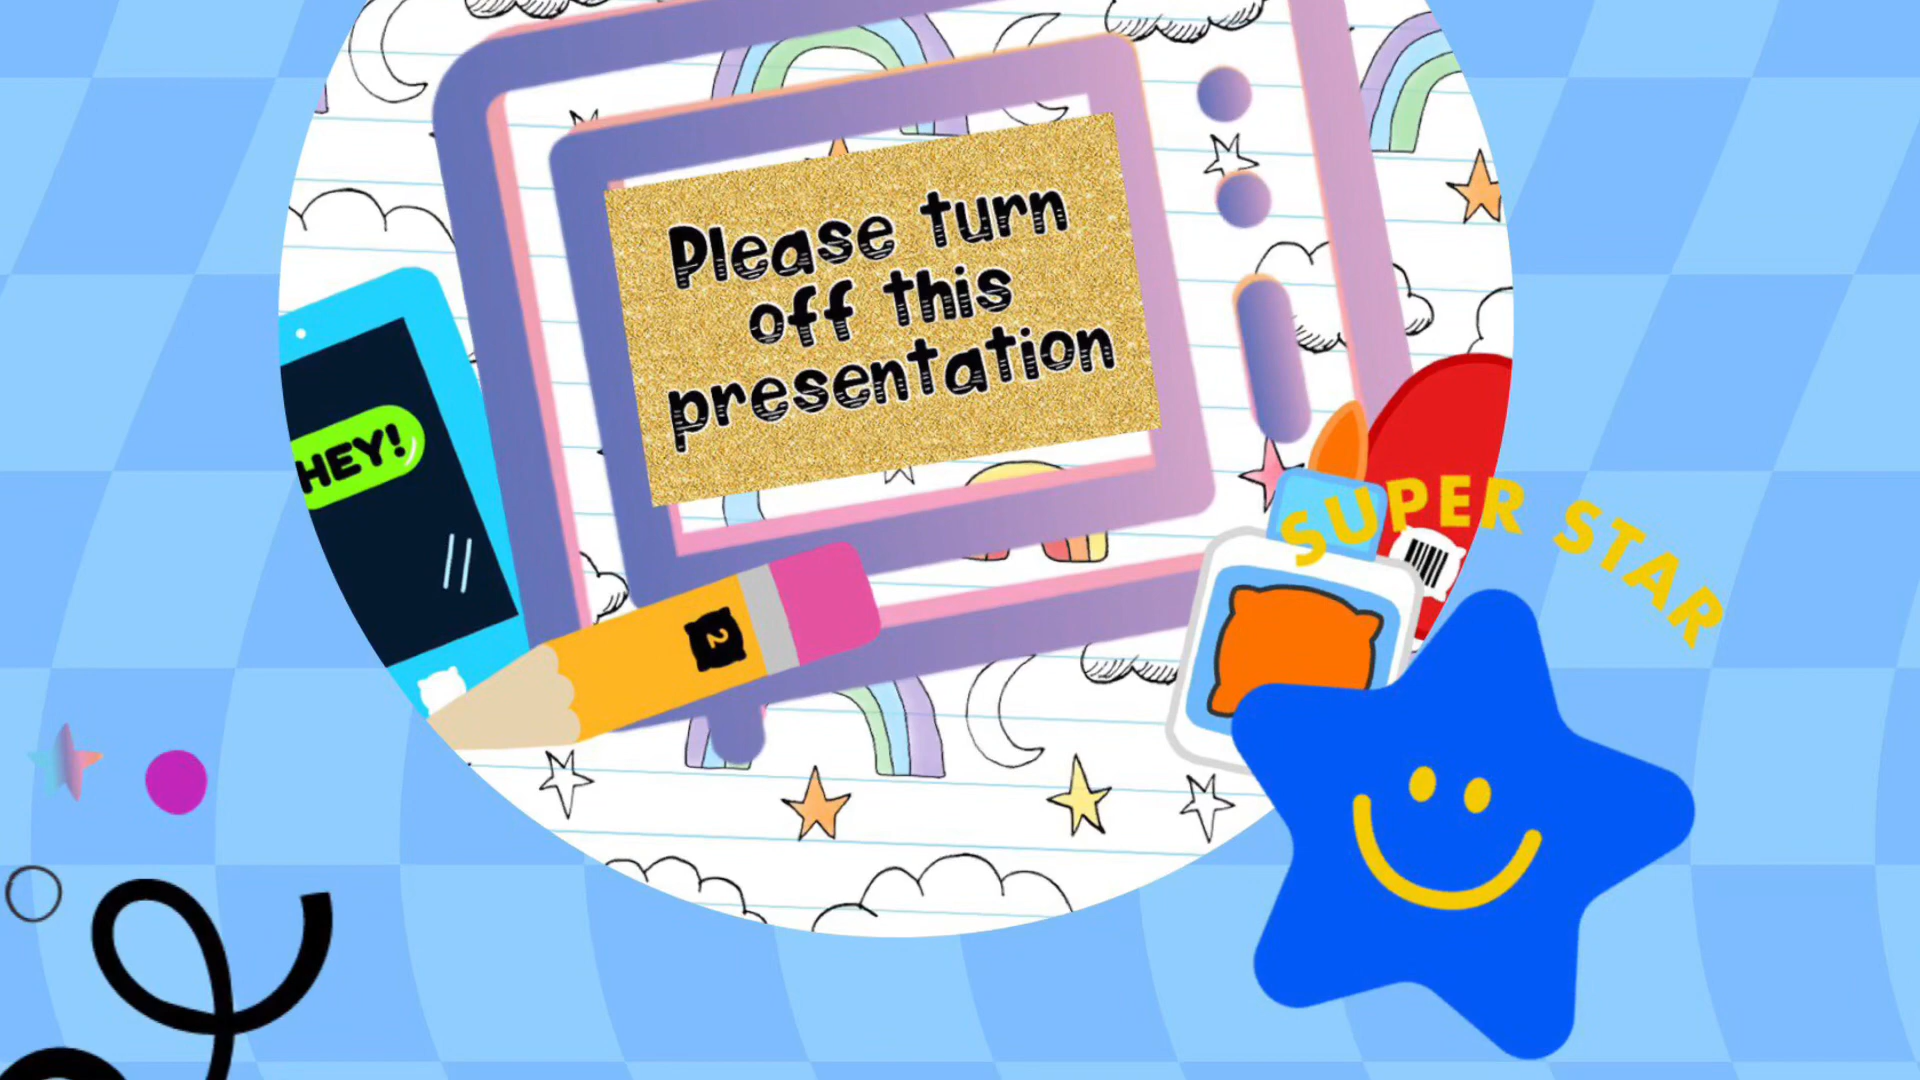 Please turn
off this
presentation
HEY!
SUPER STAR
2